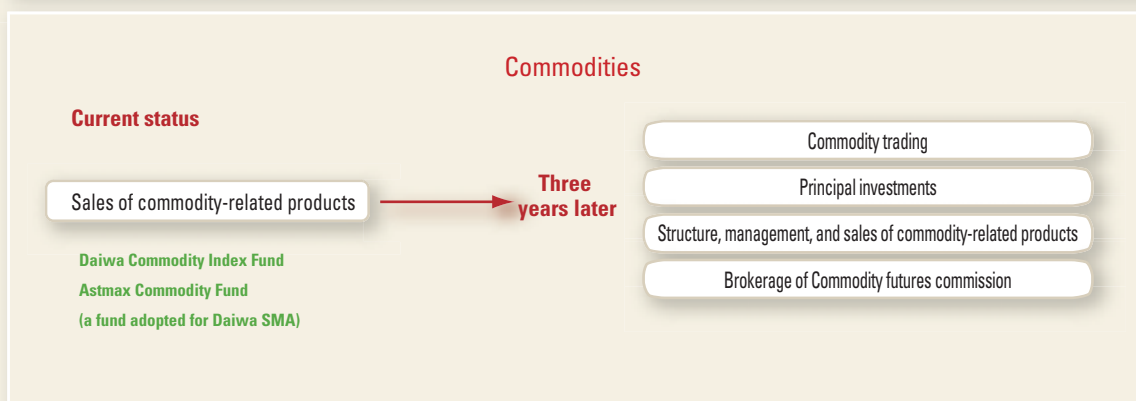 Commodities
Current status
Sales of commodity-related products
Daiwa Commodity Index Fund
Astmax Commodity Fund
(a fund adopted for Daiwa SMA)
Three
years later
Commodity trading
Principal investments
Structure, management, and sales of commodity-related products
Brokerage of Commodity futures commission